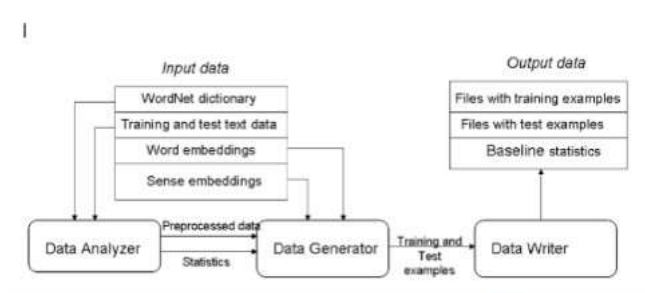 Input data
Output data
WordNet dictionary
Training and test text data
Word embeddings
Sense embeddings
Files with training examples
Files with test examples
Baseline statistics
Data Analyzer
Preprocessed data
Statistics
Data Generator
Training and
Test
examples
Data Writer